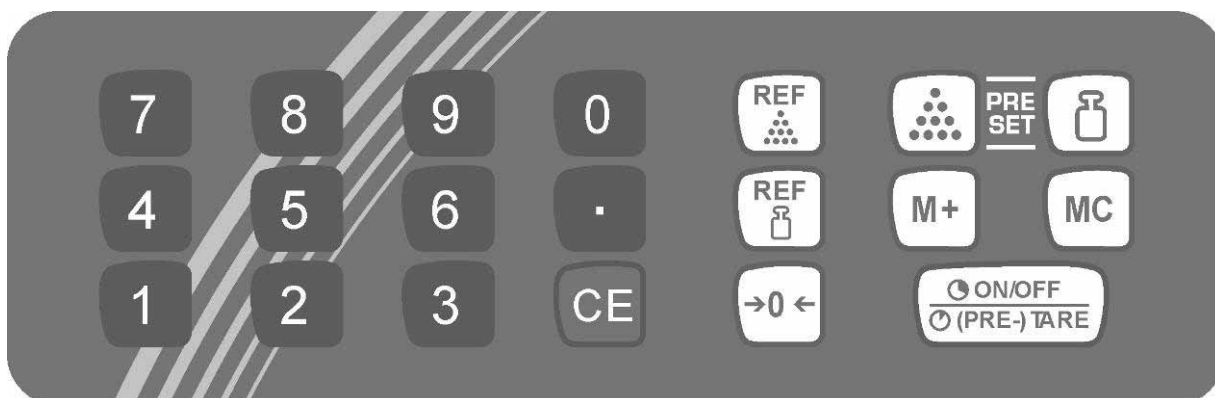 7 8 9 0 REF PRE SET
4 5 6 . REF M+ MC
1 2 3 CE →0← ON/OFF
(PRE-) TARE